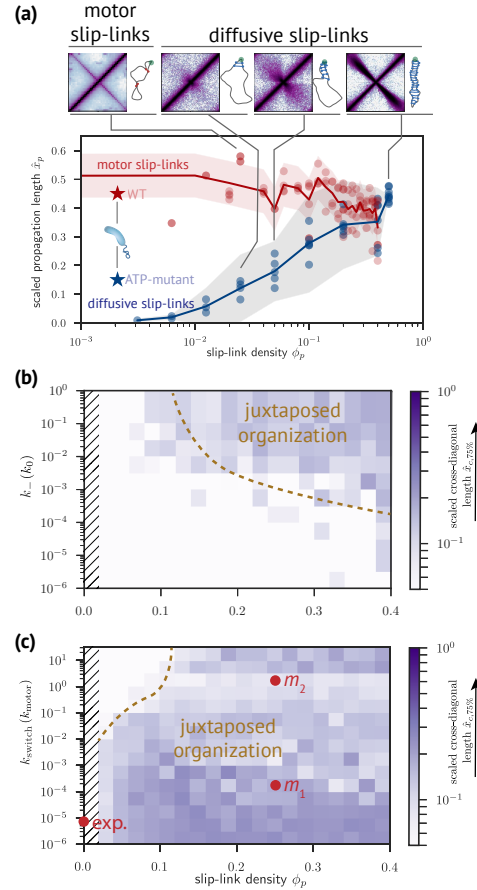 (a)
motor
slip-links
diffusive slip-links
scaled propagation length x̂ₚ
0.6
0.5
0.4
0.3
0.2
0.1
0.0
motor slip-links
WT
ATP-mutant
diffusive slip-links
10⁻³
10⁻²
10⁻¹
10⁰
slip-link density ϕₚ
(b)
k₋ (k₀)
10⁰
10⁻¹
10⁻²
10⁻³
10⁻⁴
10⁻⁵
10⁻⁶
juxtaposed
organization
0.0
0.1
0.2
0.3
0.4
10⁰
10⁻¹
scaled cross-diagonal
length x̂c,75%
(c)
k_switch (k_motor)
10¹
10⁰
10⁻¹
10⁻²
10⁻³
10⁻⁴
10⁻⁵
10⁻⁶
m₂
juxtaposed
organization
m₁
exp.
0.0
0.1
0.2
0.3
0.4
slip-link density ϕₚ
10⁰
10⁻¹
scaled cross-diagonal
length x̂c,75%